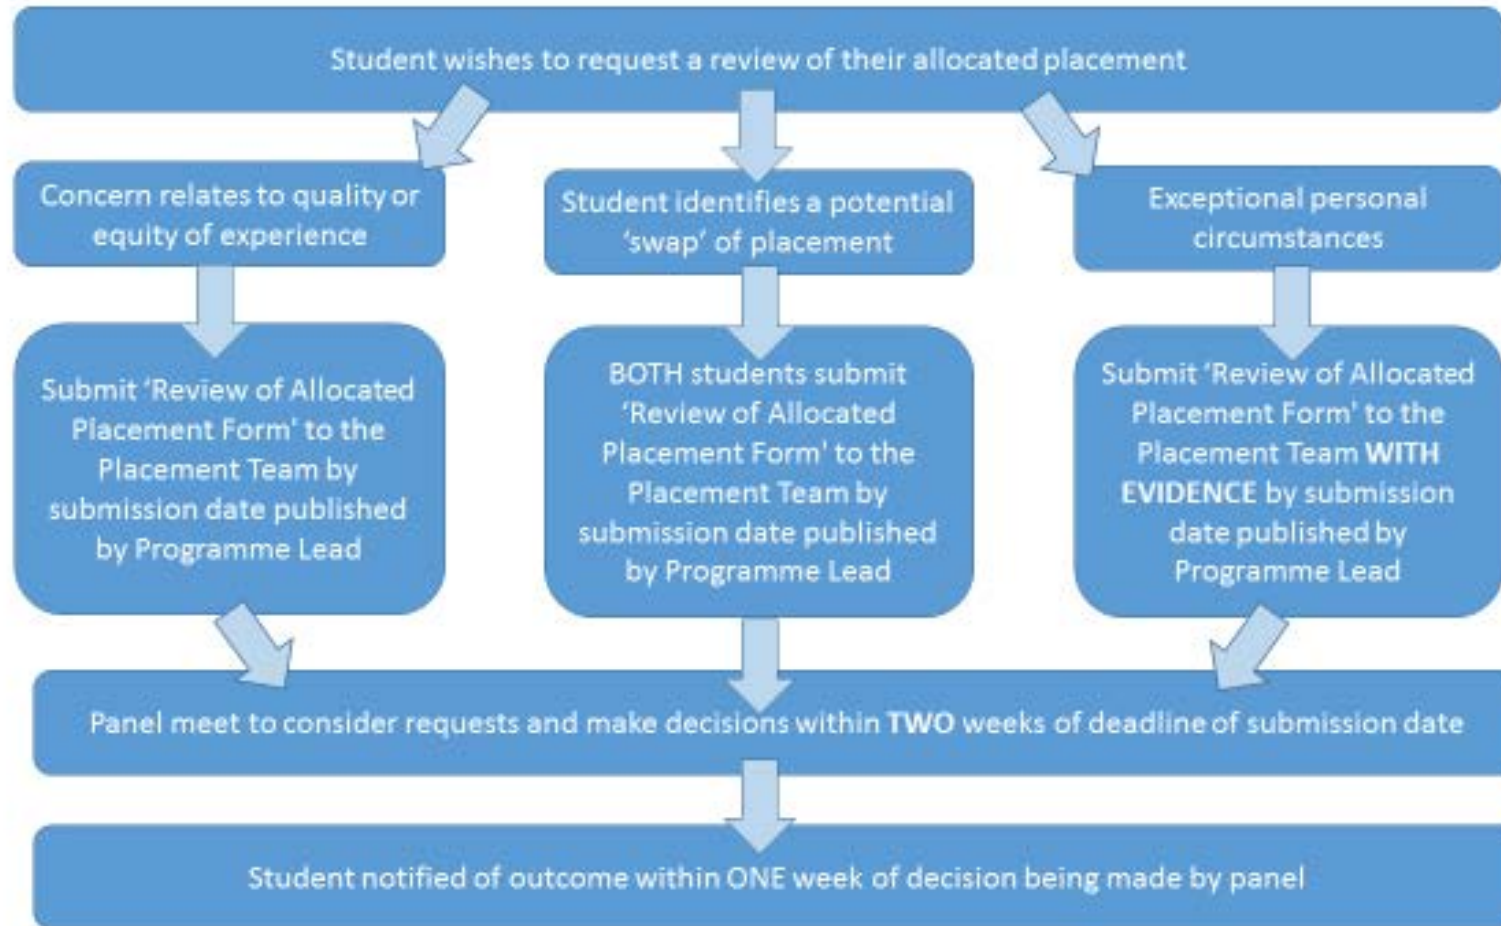 Student wishes to request a review of their allocated placement
Concern relates to quality or
equity of experience
Student identifies a potential
‘swap’ of placement
Exceptional personal
circumstances
Submit ‘Review of Allocated
Placement Form' to the
Placement Team by
submission date published
by Programme Lead
BOTH students submit
‘Review of Allocated
Placement Form' to the
Placement Team by
submission date published
by Programme Lead
Submit ‘Review of Allocated
Placement Form' to the
Placement Team WITH
EVIDENCE by submission
date published by
Programme Lead
Panel meet to consider requests and make decisions within TWO weeks of deadline of submission date
Student notified of outcome within ONE week of decision being made by panel